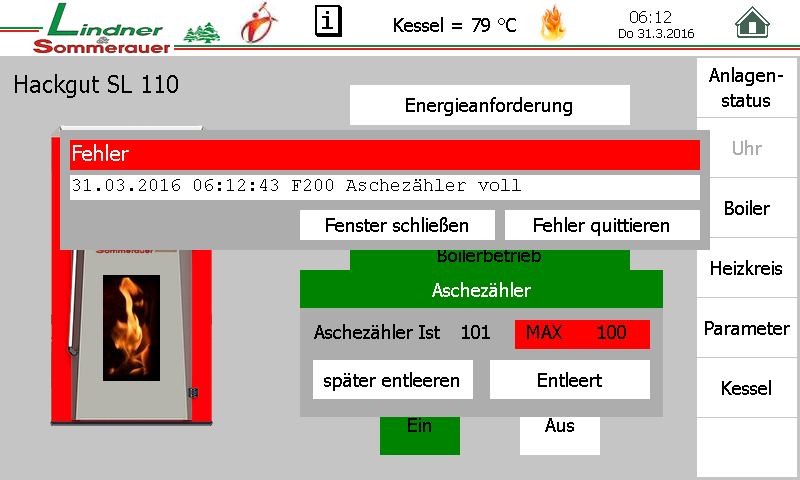 Lindner
& Sommerauer
i
Kessel = 79 °C
06:12
Do 31.3.2016
Hackgut SL 110
Energieanforderung
Anlagen-
status
Uhr
Boiler
Heizkreis
Parameter
Kessel
Fehler
31.03.2016 06:12:43 F200 Aschezähler voll
Fenster schließen
Fehler quittieren
Sommerauer
Boilerbetrieb
Aschezähler
Aschezähler Ist 101 MAX 100
später entleeren
Entleert
Ein
Aus